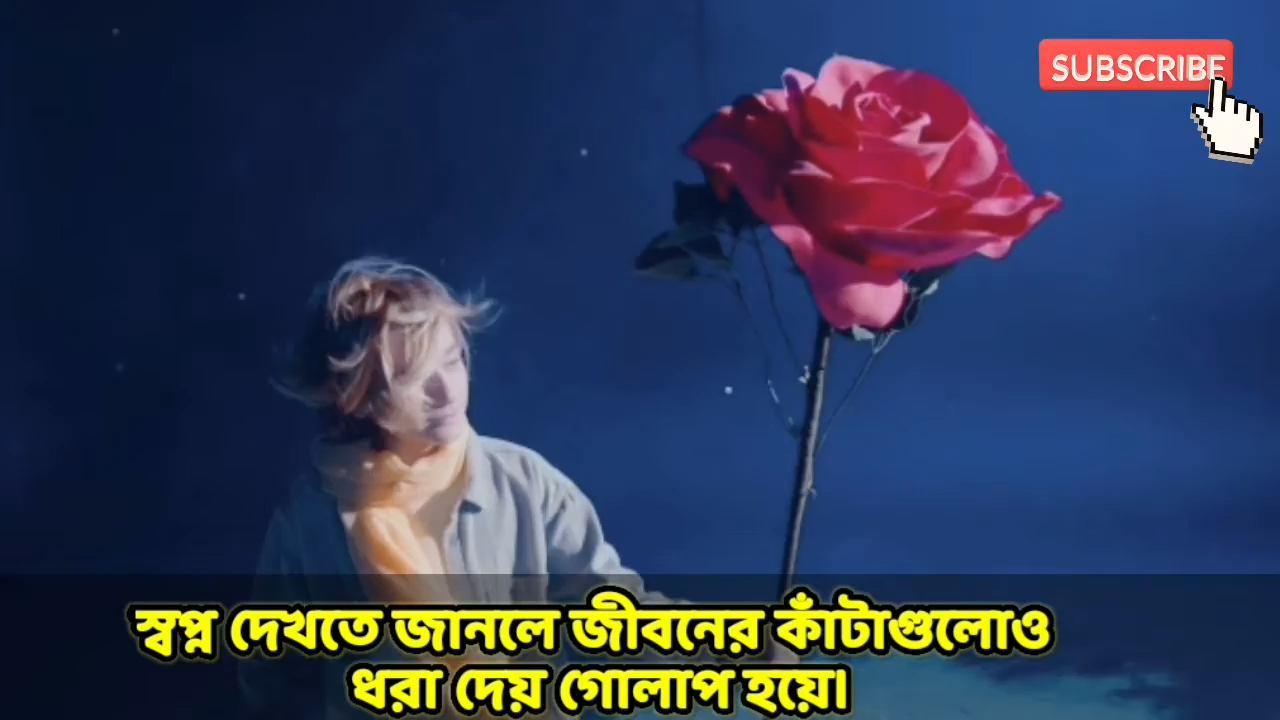 SUBSCRIBE
স্বপ্ন দেখতে জানলে জীবনের কাঁটাগুলোও
ধরা দেয় গোলাপ হয়ে।